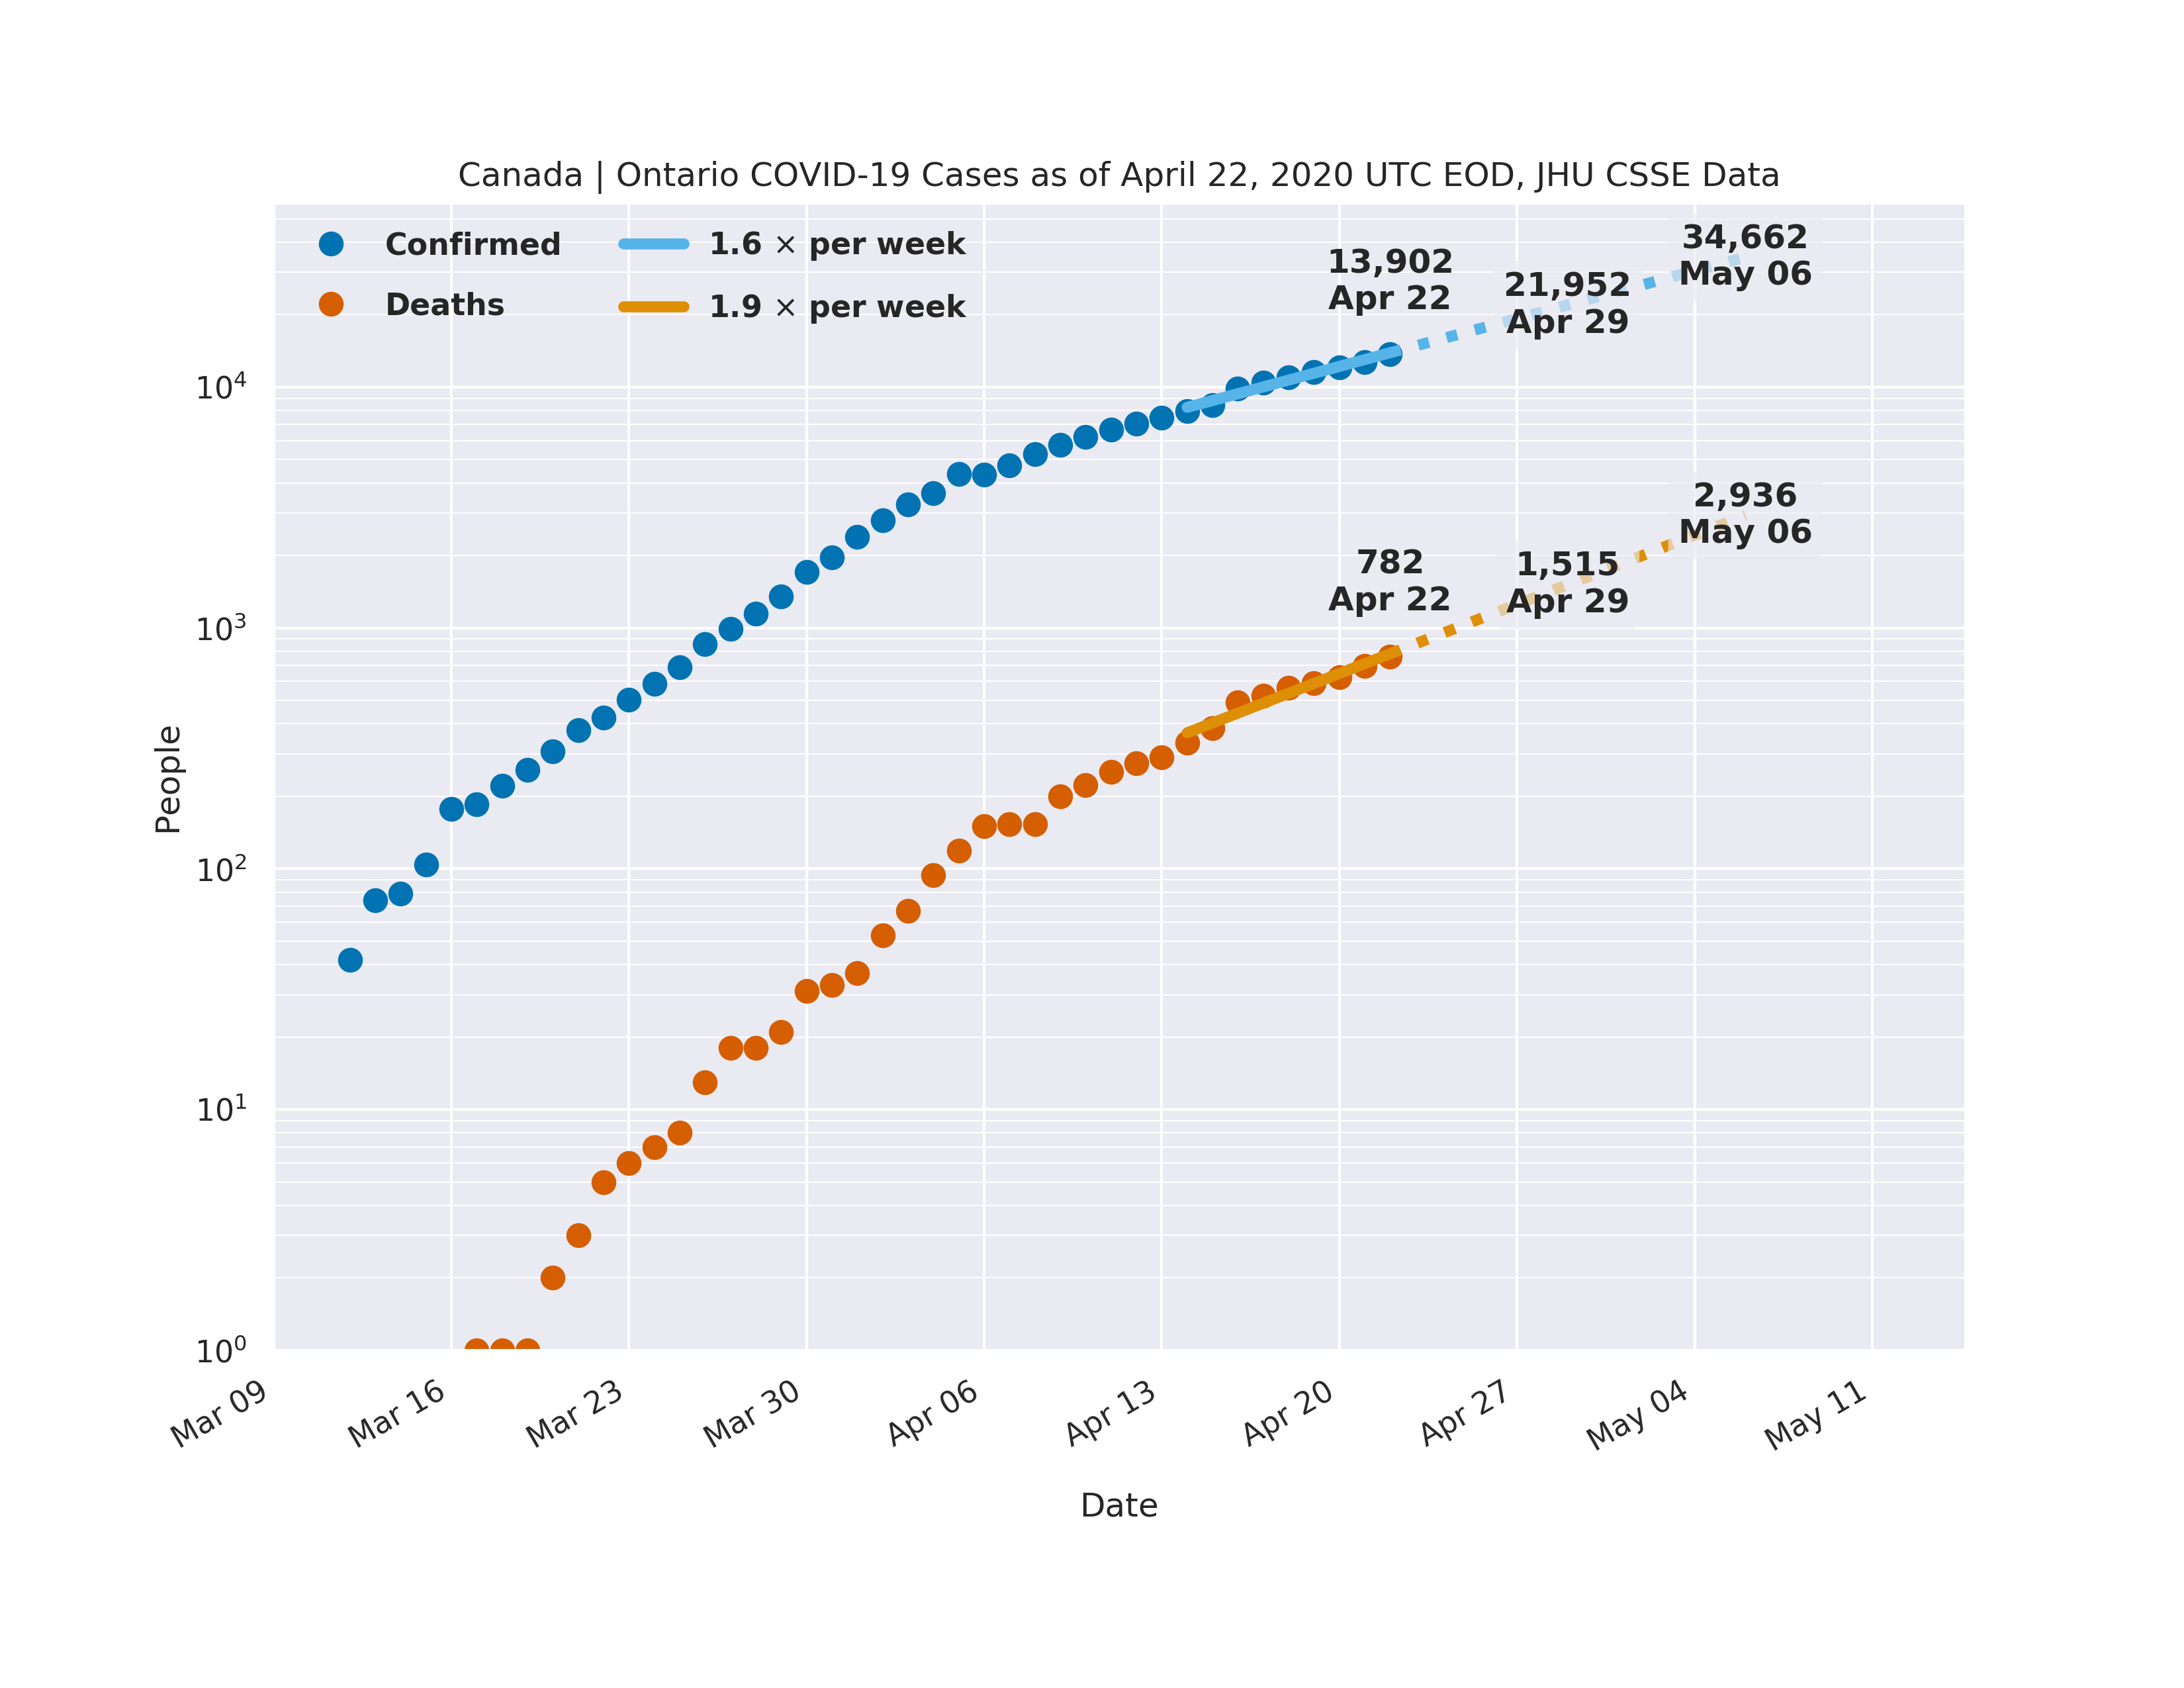 Canada | Ontario COVID-19 Cases as of April 22, 2020 UTC EOD, JHU CSSE Data
Confirmed
Deaths
1.6 × per week
1.9 × per week
13,902
Apr 22
21,952
Apr 29
34,662
May 06
782
Apr 22
1,515
Apr 29
2,936
May 06
People
10⁴
10³
10²
10¹
10⁰
Mar 09
Mar 16
Mar 23
Mar 30
Apr 06
Apr 13
Apr 20
Apr 27
May 04
May 11
Date